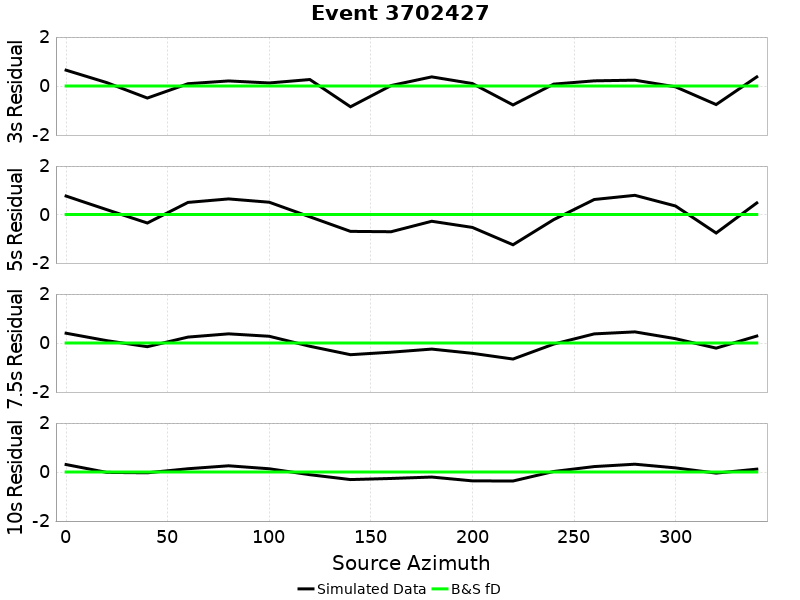 Event 3702427
3s Residual
2
0
-2
5s Residual
2
0
-2
7.5s Residual
2
0
-2
10s Residual
2
0
-2
0 50 100 150 200 250 300
Source Azimuth
Simulated Data B&S fD